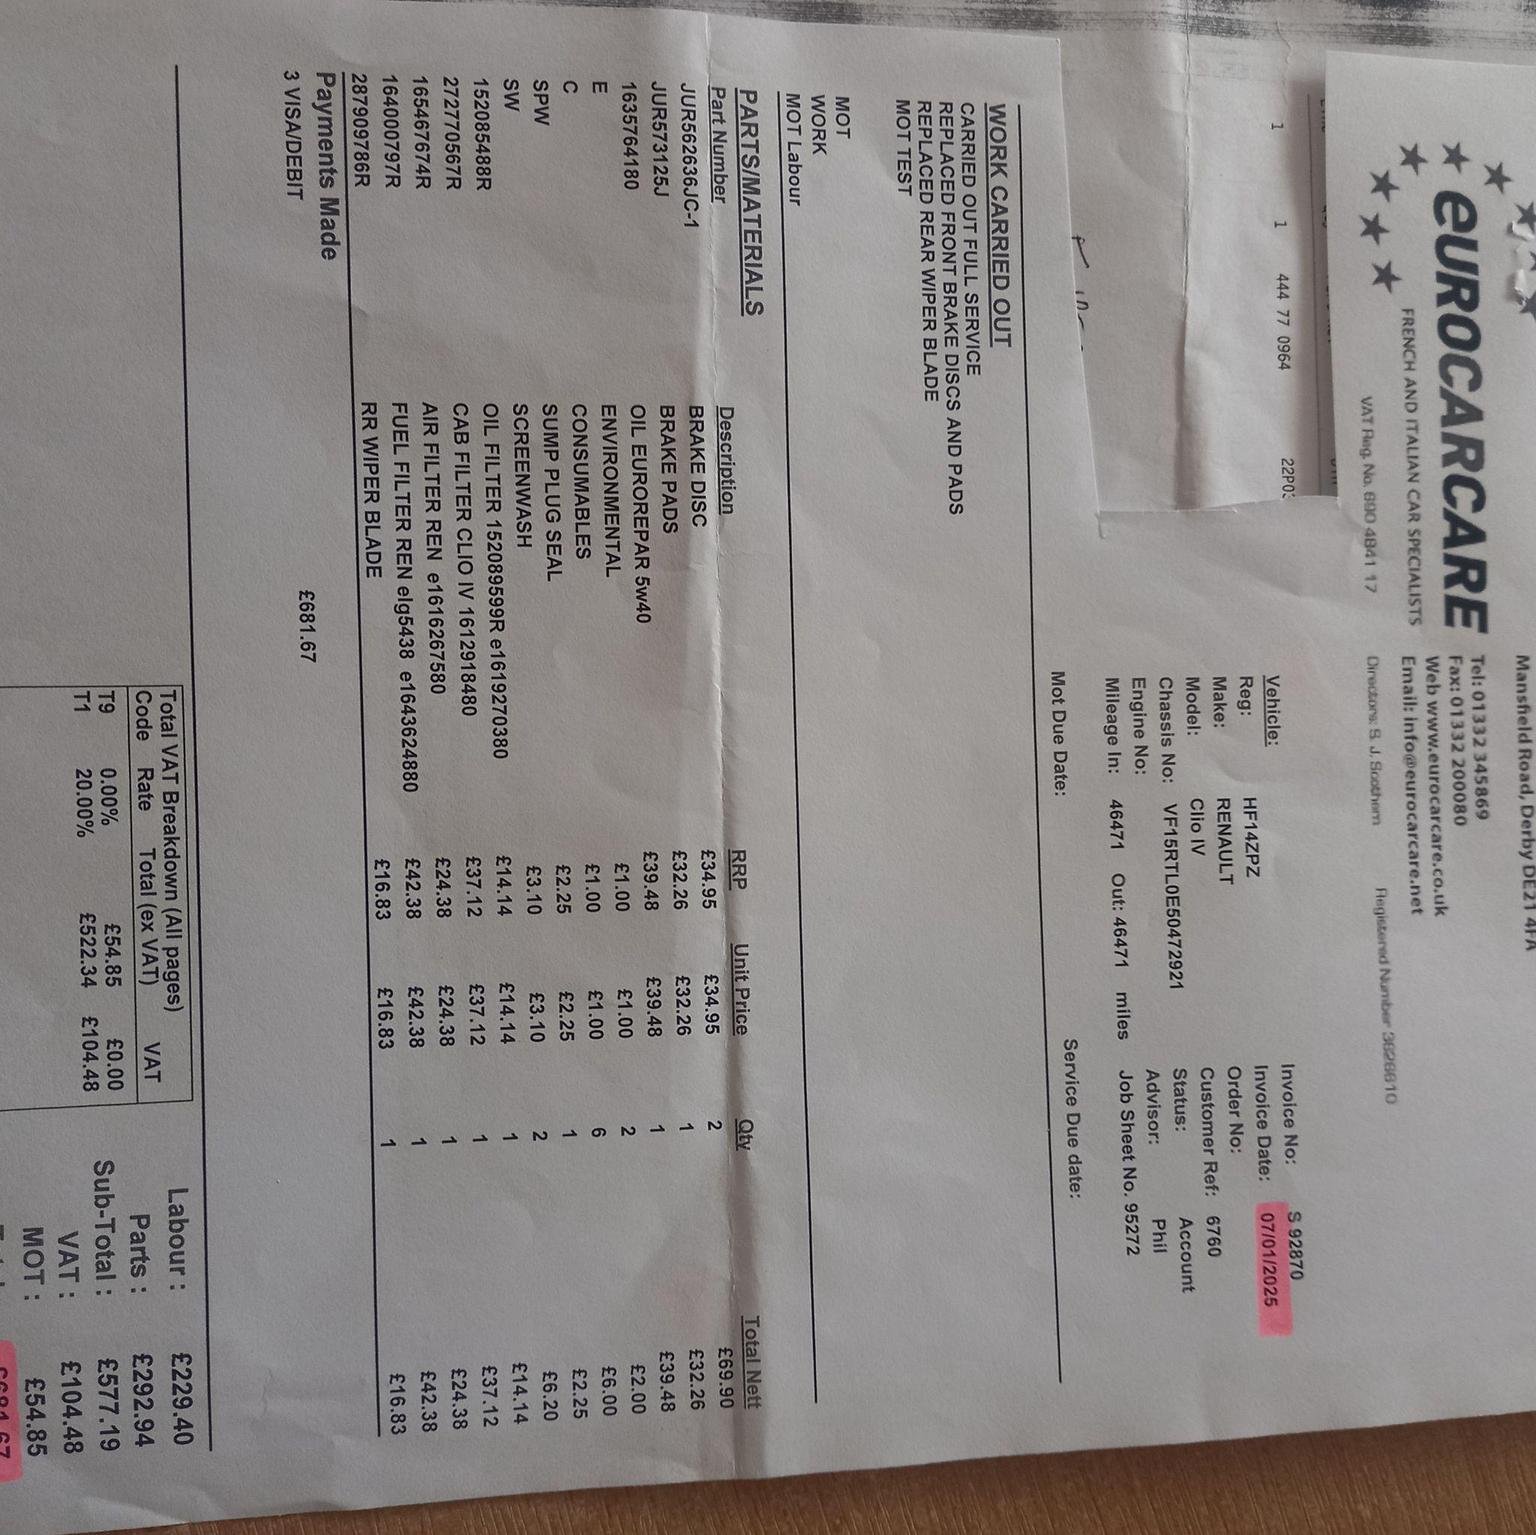 Mansfield Road, Derby DE21 4FA
eUROCARCARE
FRENCH AND ITALIAN CAR SPECIALISTS
Tel: 01332 345869
Fax: 01332 200080
Web www.eurocarcare.co.uk
Email: info@eurocarcare.net
VAT Reg. No. 690 4841 17 Directors: S. J. Soothern Registered Number 3626610
1 1 444 77 0964 22P03
Vehicle:
Reg: HF14ZPZ
Make: RENAULT
Model: Clio IV
Chassis No: VF15RTL0E50472921
Engine No:
Mileage In: 46471 Out: 46471 miles
Invoice No: S 92870
Invoice Date: 07/01/2025
Order No:
Customer Ref: 6760
Status: Account
Advisor: Phil
Job Sheet No. 95272
Mot Due Date: Service Due date:
WORK CARRIED OUT
CARRIED OUT FULL SERVICE
REPLACED FRONT BRAKE DISCS AND PADS
REPLACED REAR WIPER BLADE
MOT TEST
MOT
WORK
MOT Labour
PARTS/MATERIALS
Part Number Description RRP Unit Price Qty Total Nett
JUR562636JC-1 BRAKE DISC £34.95 £34.95 2 £69.90
JUR573125J BRAKE PADS £32.26 £32.26 1 £32.26
1635764180 OIL EUROREPAR 5w40 £39.48 £39.48 1 £39.48
E ENVIRONMENTAL £1.00 £1.00 2 £2.00
C CONSUMABLES £1.00 £1.00 6 £6.00
SPW SUMP PLUG SEAL £2.25 £2.25 1 £2.25
SW SCREENWASH £3.10 £3.10 2 £6.20
152085488R OIL FILTER 152089599R e1619270380 £14.14 £14.14 1 £14.14
272770567R CAB FILTER CLIO IV 1612918480 £37.12 £37.12 1 £37.12
165467674R AIR FILTER REN e1616267580 £24.38 £24.38 1 £24.38
164000797R FUEL FILTER REN elg5438 e1643624880 £42.38 £42.38 1 £42.38
287909786R RR WIPER BLADE £16.83 £16.83 1 £16.83
Payments Made
3 VISA/DEBIT £681.67
Total VAT Breakdown (All pages)
Code Rate Total (ex VAT) VAT
T9 0.00% £54.85 £0.00
T1 20.00% £522.34 £104.48
Labour : £229.40
Parts : £292.94
Sub-Total : £577.19
VAT : £104.48
MOT : £54.85
£681.67